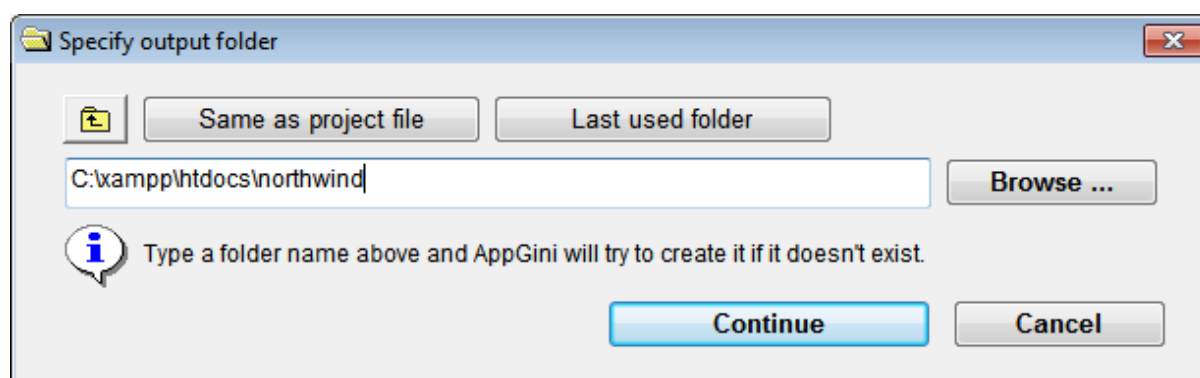 Specify output folder
Same as project file Last used folder
C:\xampp\htdocs\northwind Browse ...
Type a folder name above and AppGini will try to create it if it doesn't exist.
Continue Cancel